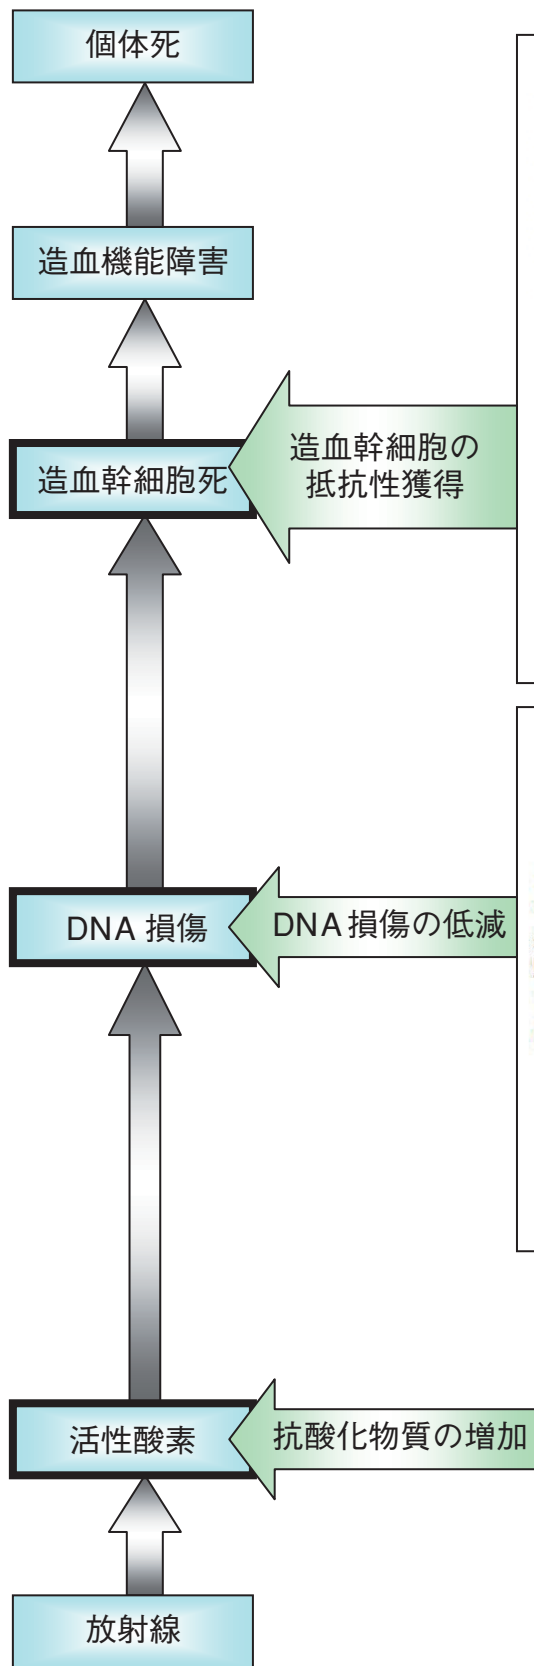 個体死
造血機能障害
造血幹細胞死
造血幹細胞の
抵抗性獲得
DNA 損傷
DNA 損傷の低減
活性酸素
抗酸化物質の増加
放射線